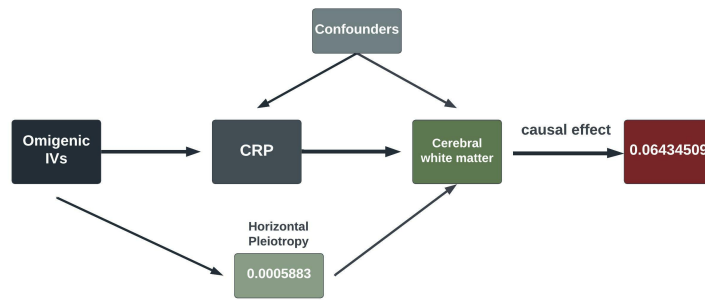 Confounders
causal effect
Omigenic
IVs
CRP
Cerebral
white matter
0.06434509
Horizontal
Pleiotropy
0.0005883